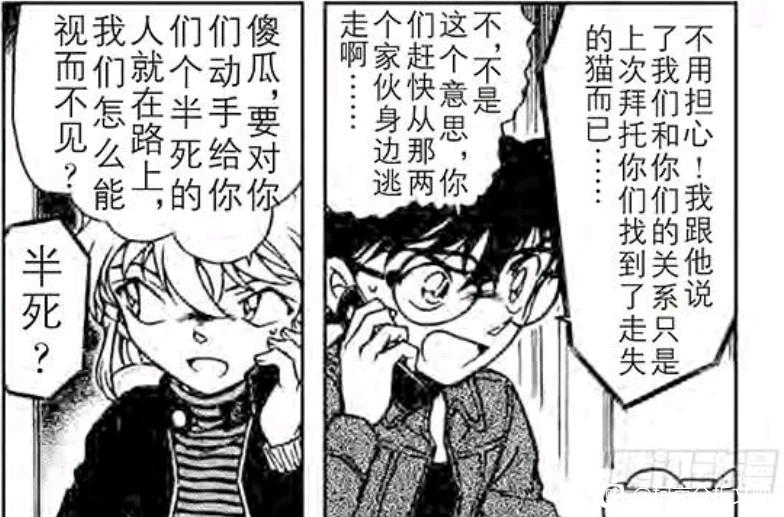 不用担心！我跟他说
了我们和你们的关系只是
上次拜托你们找到了走失
的猫而已……
不，不是
这个意思，你
们赶快从那两
个家伙身边逃
走啊……
傻瓜，要对你
们动手给你
们个半死的
人就在路上，
我们怎么能
视而不见？
半死？